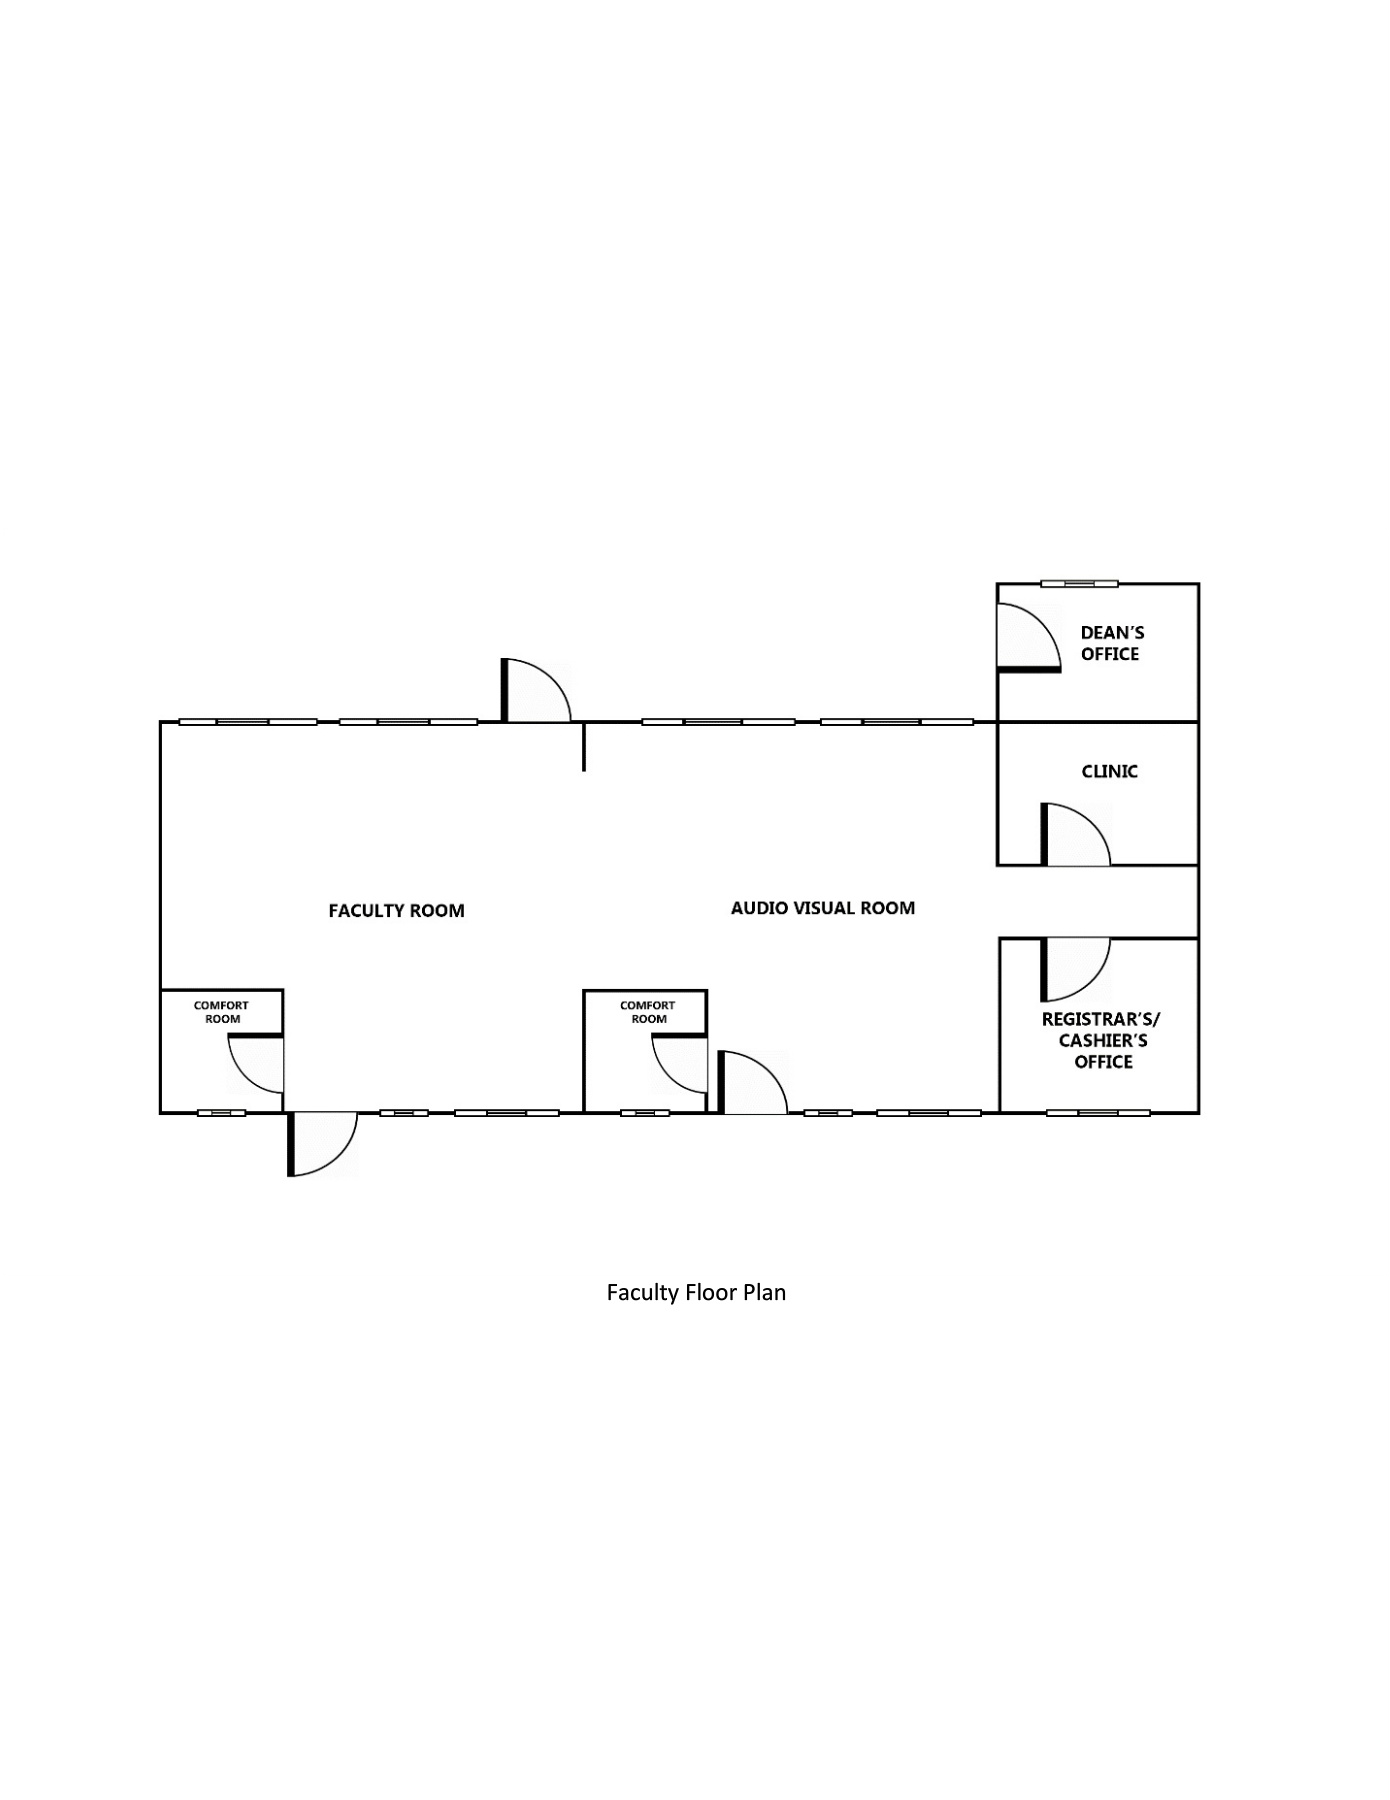 DEAN’S
OFFICE
CLINIC
FACULTY ROOM
AUDIO VISUAL ROOM
COMFORT
ROOM
COMFORT
ROOM
REGISTRAR’S/
CASHIER’S
OFFICE
Faculty Floor Plan